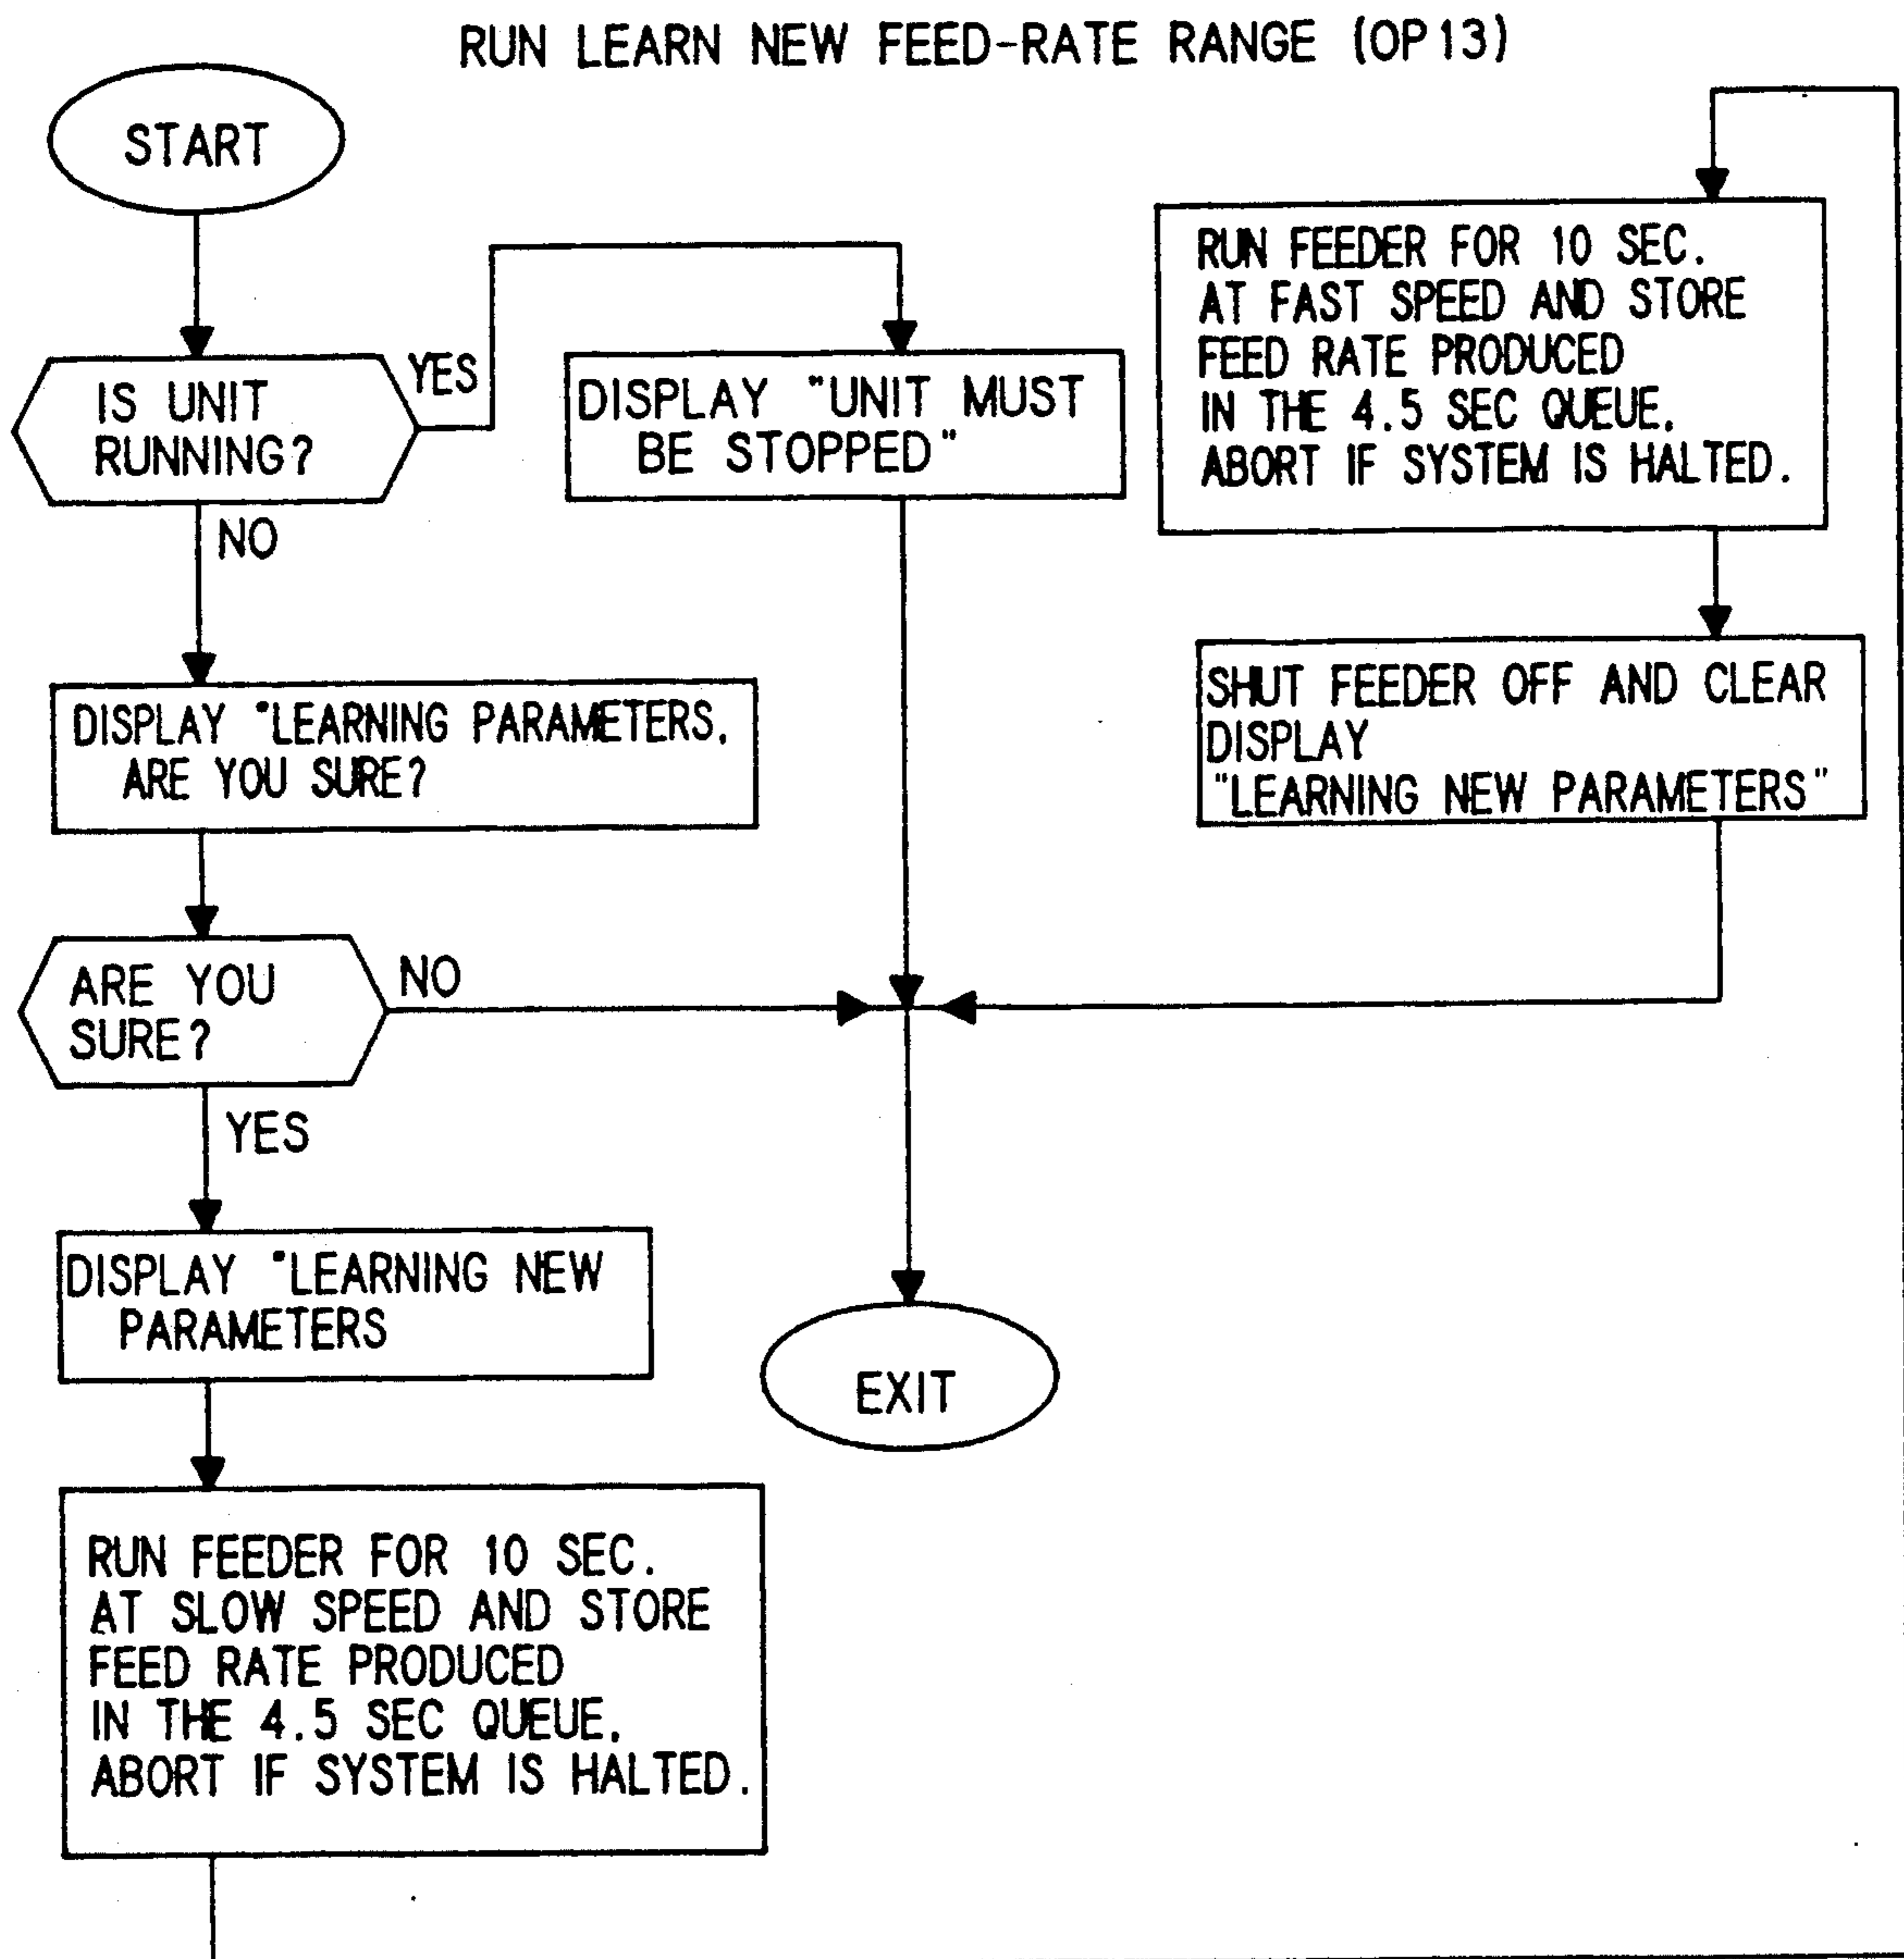 RUN LEARN NEW FEED-RATE RANGE (OP13)
START
IS UNIT
RUNNING?
YES
NO
DISPLAY "UNIT MUST
BE STOPPED"
DISPLAY "LEARNING PARAMETERS.
ARE YOU SURE?
ARE YOU
SURE?
NO
YES
DISPLAY "LEARNING NEW
PARAMETERS
RUN FEEDER FOR 10 SEC.
AT SLOW SPEED AND STORE
FEED RATE PRODUCED
IN THE 4.5 SEC QUEUE.
ABORT IF SYSTEM IS HALTED.
RUN FEEDER FOR 10 SEC.
AT FAST SPEED AND STORE
FEED RATE PRODUCED
IN THE 4.5 SEC QUEUE.
ABORT IF SYSTEM IS HALTED.
SHUT FEEDER OFF AND CLEAR
DISPLAY
"LEARNING NEW PARAMETERS"
EXIT